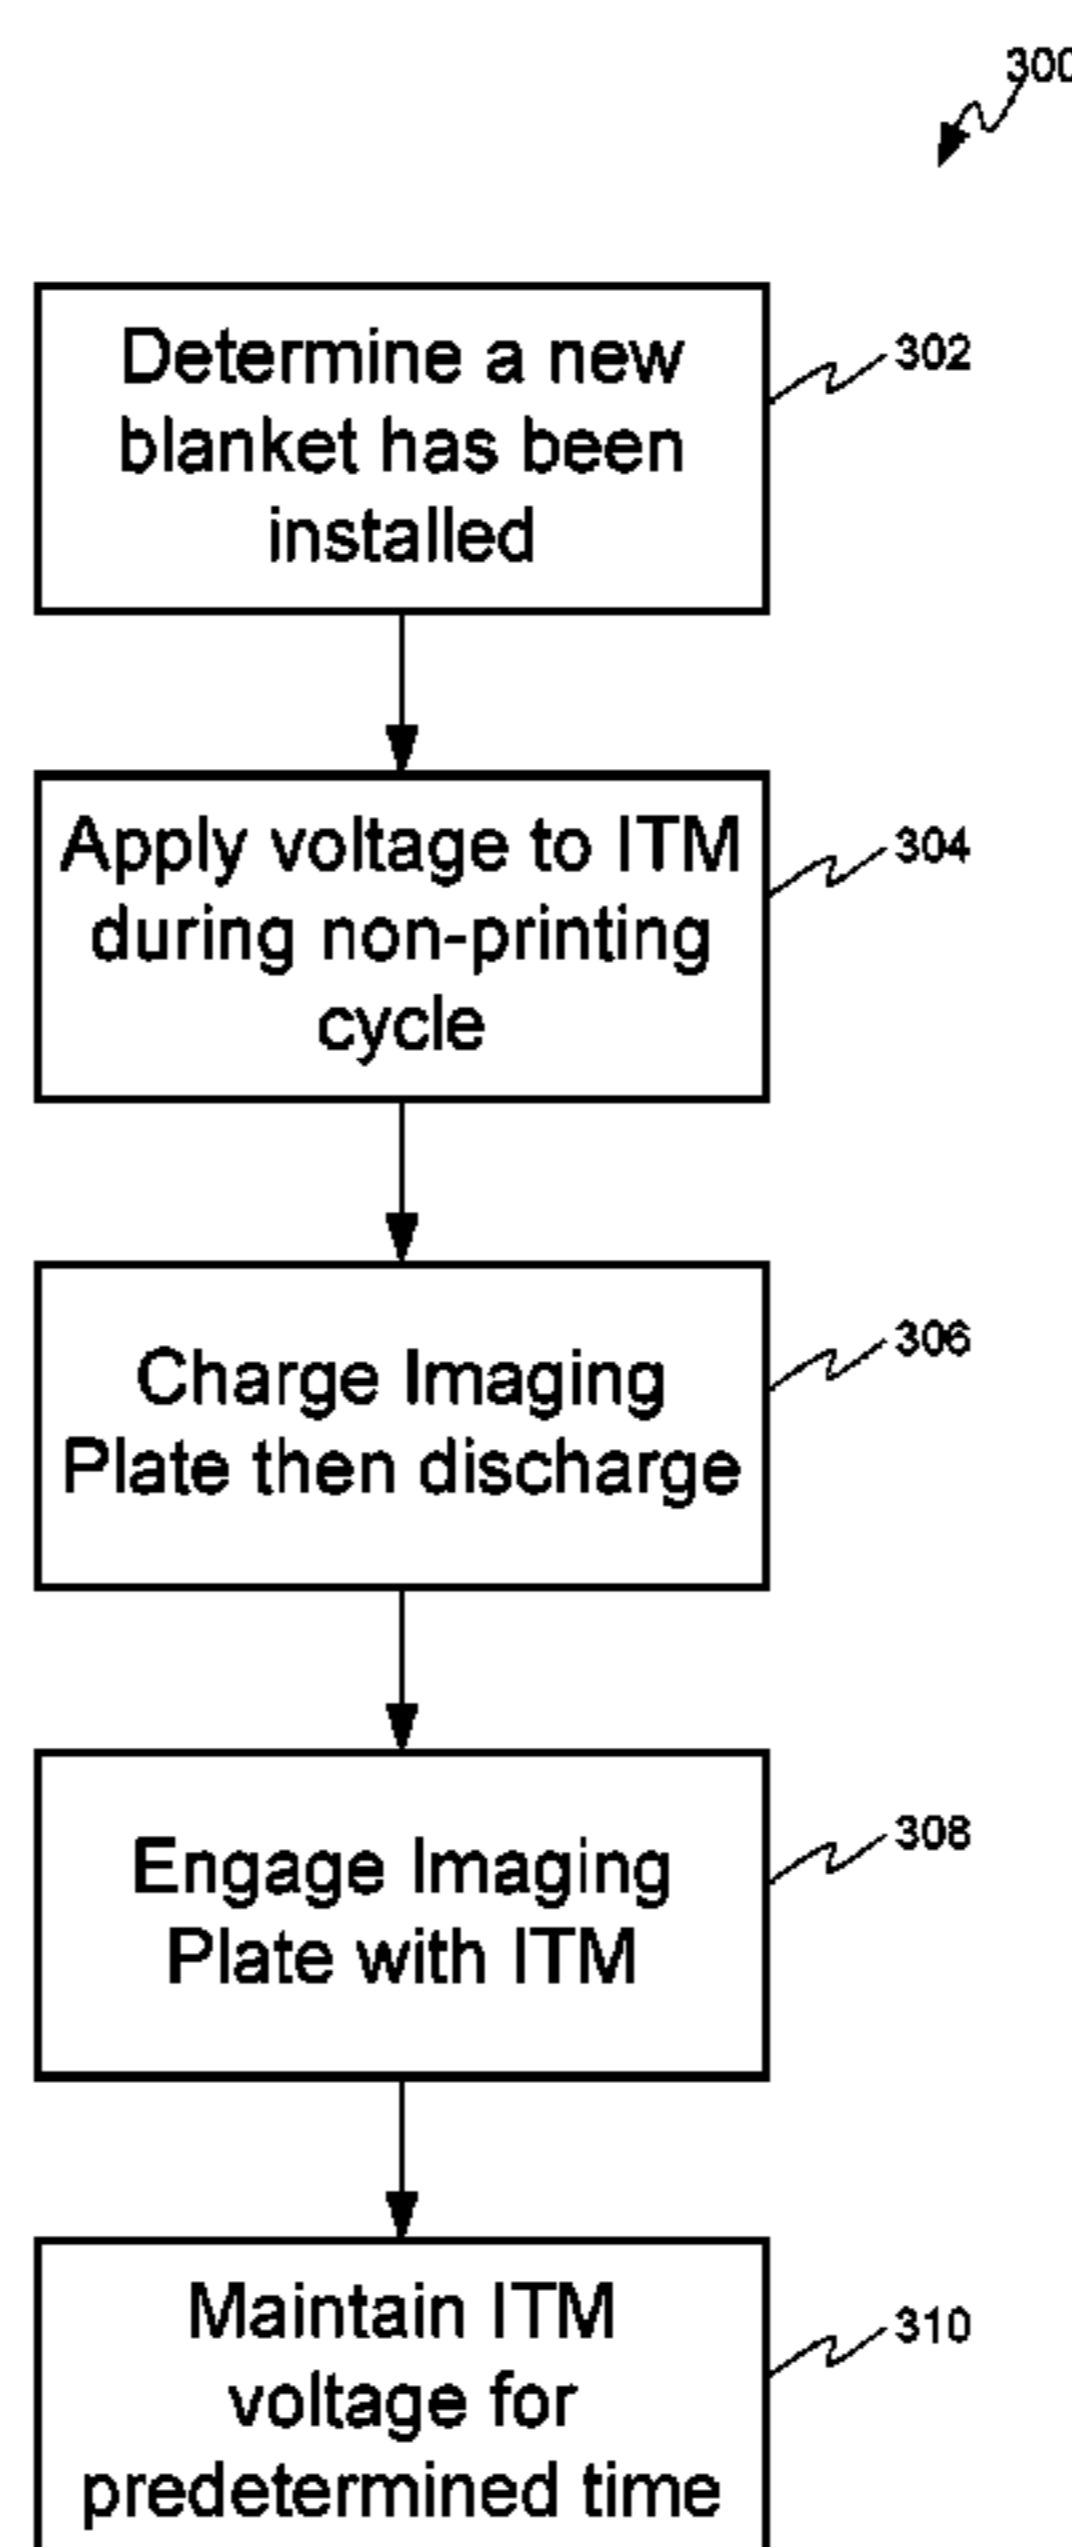 300
Determine a new
blanket has been
installed
302
Apply voltage to ITM
during non-printing
cycle
304
Charge Imaging
Plate then discharge
306
Engage Imaging
Plate with ITM
308
Maintain ITM
voltage for
predetermined time
310